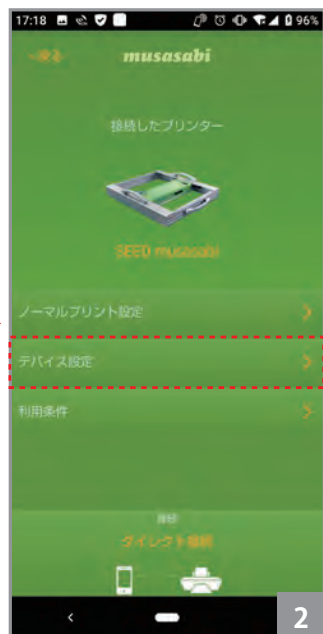 17:18 96%
<戻る musasabi
接続したプリンター
SEED musasabi
ノーマルプリント設定
デバイス設定
利用条件
接続
ダイレクト接続
2